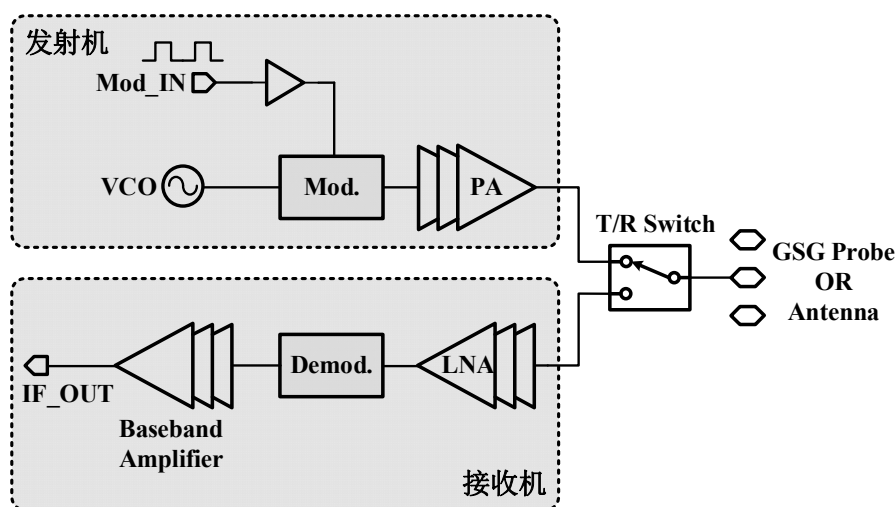 发射机
Mod_IN
VCO
Mod.
PA
T/R Switch
GSG Probe
OR
Antenna
IF_OUT
Baseband
Amplifier
Demod.
LNA
接收机